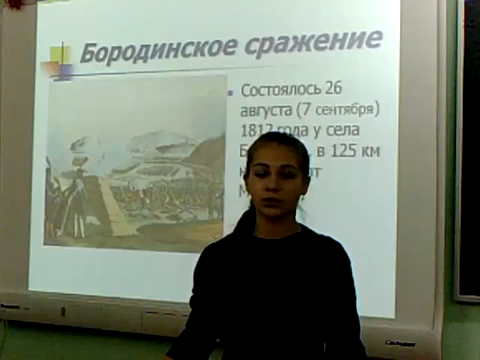 Бородинское сражение
Состоялось 26
августа (7 сентября)
1812 года у села
в 125 км